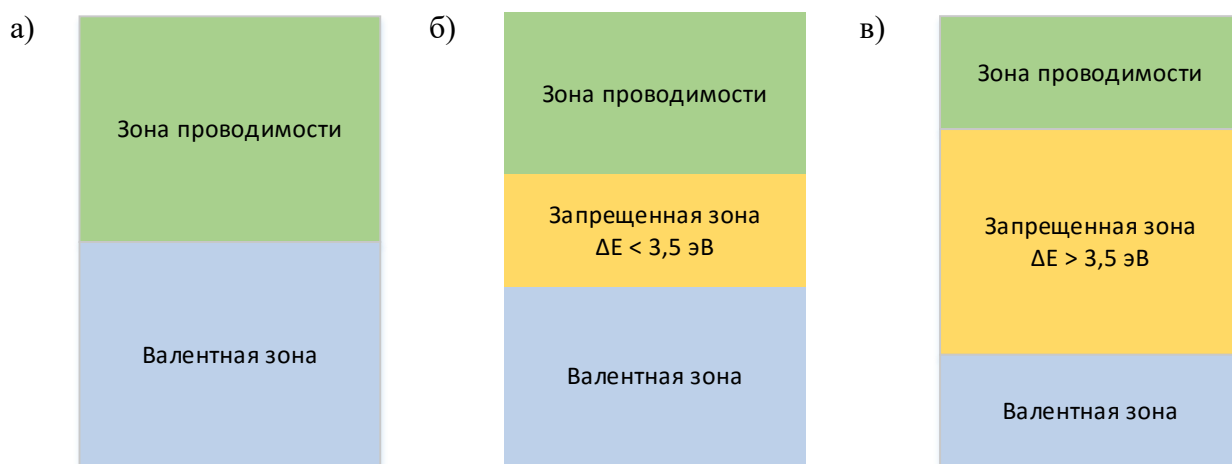 а)
Зона проводимости
Валентная зона
б)
Зона проводимости
Запрещенная зона
ΔE < 3,5 эВ
Валентная зона
в)
Зона проводимости
Запрещенная зона
ΔE > 3,5 эВ
Валентная зона